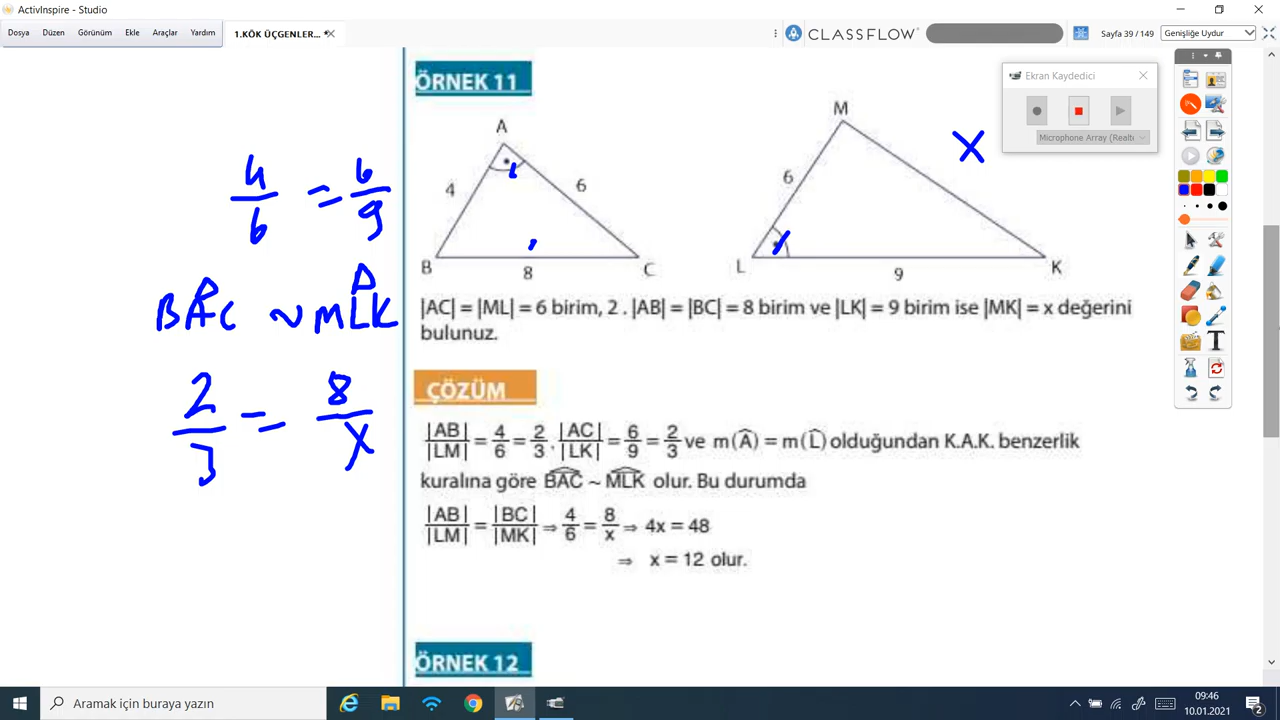 ActivInspire - Studio
Dosya Düzen Görünüm Ekle Araçlar Yardım
1.KÖK ÜÇGENLER...
CLASSFLOW
Sayfa 39 / 149
Genişliğe Uydur
Ekran Kaydedici
Microphone Array (Realte
ÖRNEK 11
A
4
6
B
8
C
M
X
6
L
9
K
4/6 = 6/9
BAC ~ MLK
2/3 = 8/X
|AC| = |ML| = 6 birim, 2 . |AB| = |BC| = 8 birim ve |LK| = 9 birim ise |MK| = x değerini
bulunuz.
ÇÖZÜM
|AB|/|LM| = 4/6 = 2/3 . |AC|/|LK| = 6/9 = 2/3 ve m(Â) = m(L̂) olduğundan K.A.K. benzerlik
kuralına göre BAC ~ MLK olur. Bu durumda
|AB|/|LM| = |BC|/|MK| ⇒ 4/6 = 8/x ⇒ 4x = 48
⇒ x = 12 olur.
ÖRNEK 12
Aramak için buraya yazın
09:46
10.01.2021
2